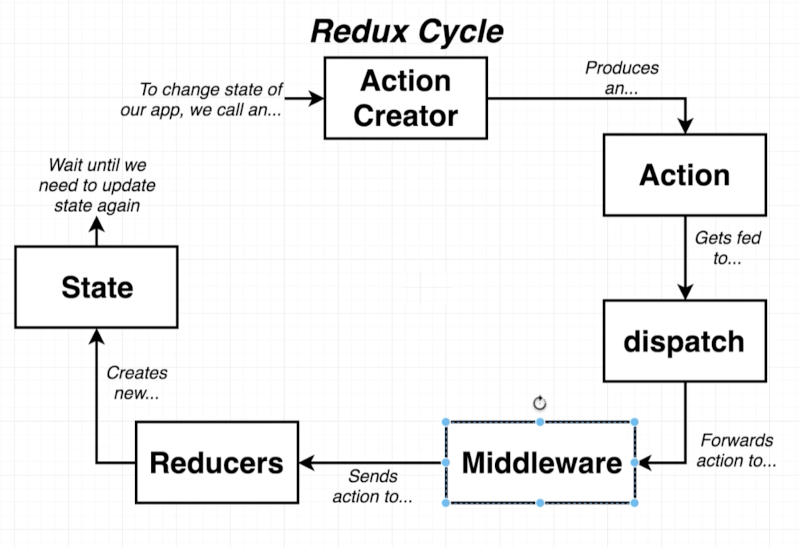 Redux Cycle
To change state of
our app, we call an...
Action
Creator
Produces
an...
Action
Gets fed
to...
dispatch
Forwards
action to...
Middleware
Sends
action to...
Reducers
Creates
new...
State
Wait until we
need to update
state again